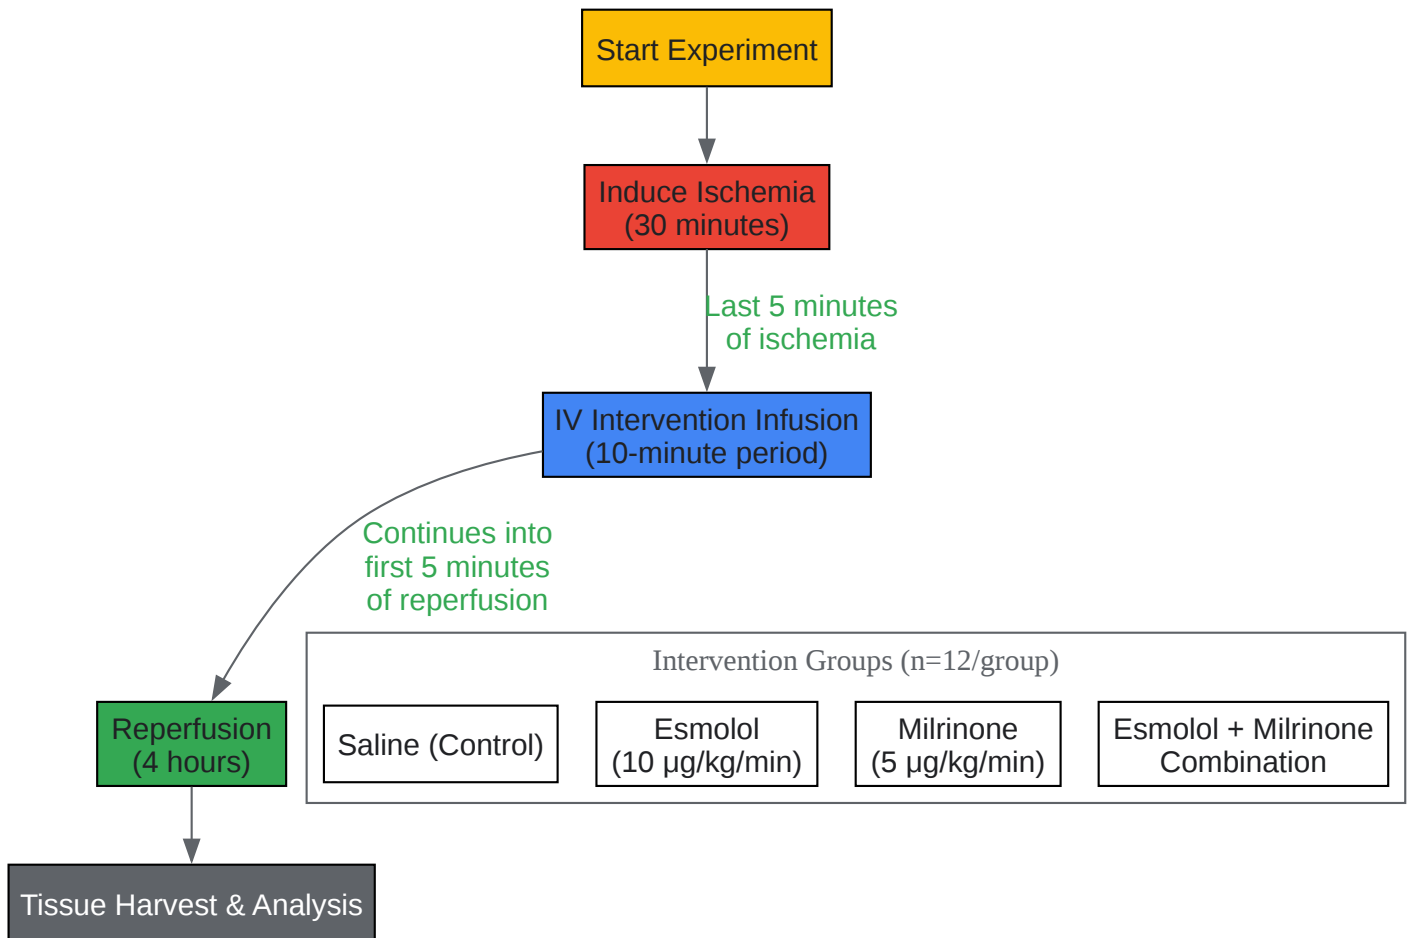 Start Experiment
Induce Ischemia
(30 minutes)
Last 5 minutes
of ischemia
IV Intervention Infusion
(10-minute period)
Continues into
first 5 minutes
of reperfusion
Intervention Groups (n=12/group)
Reperfusion
(4 hours)
Saline (Control)
Esmolol
(10 μg/kg/min)
Milrinone
(5 μg/kg/min)
Esmolol + Milrinone
Combination
Tissue Harvest & Analysis